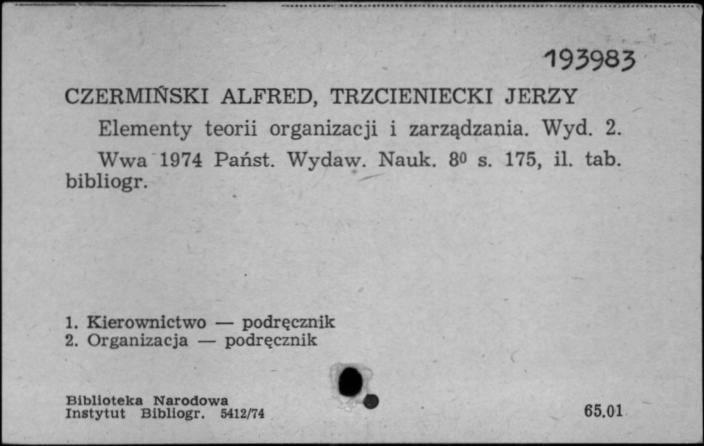 193983
CZERMIŃSKI ALFRED, TRZCIENIECKI JERZY
Elementy teorii organizacji i zarządzania. Wyd. 2.
Wwa 1974 Państ. Wydaw. Nauk. 8⁰ s. 175, il. tab.
bibliogr.
1. Kierownictwo — podręcznik
2. Organizacja — podręcznik
Biblioteka Narodowa
Instytut Bibliogr. 5412/74
65.01